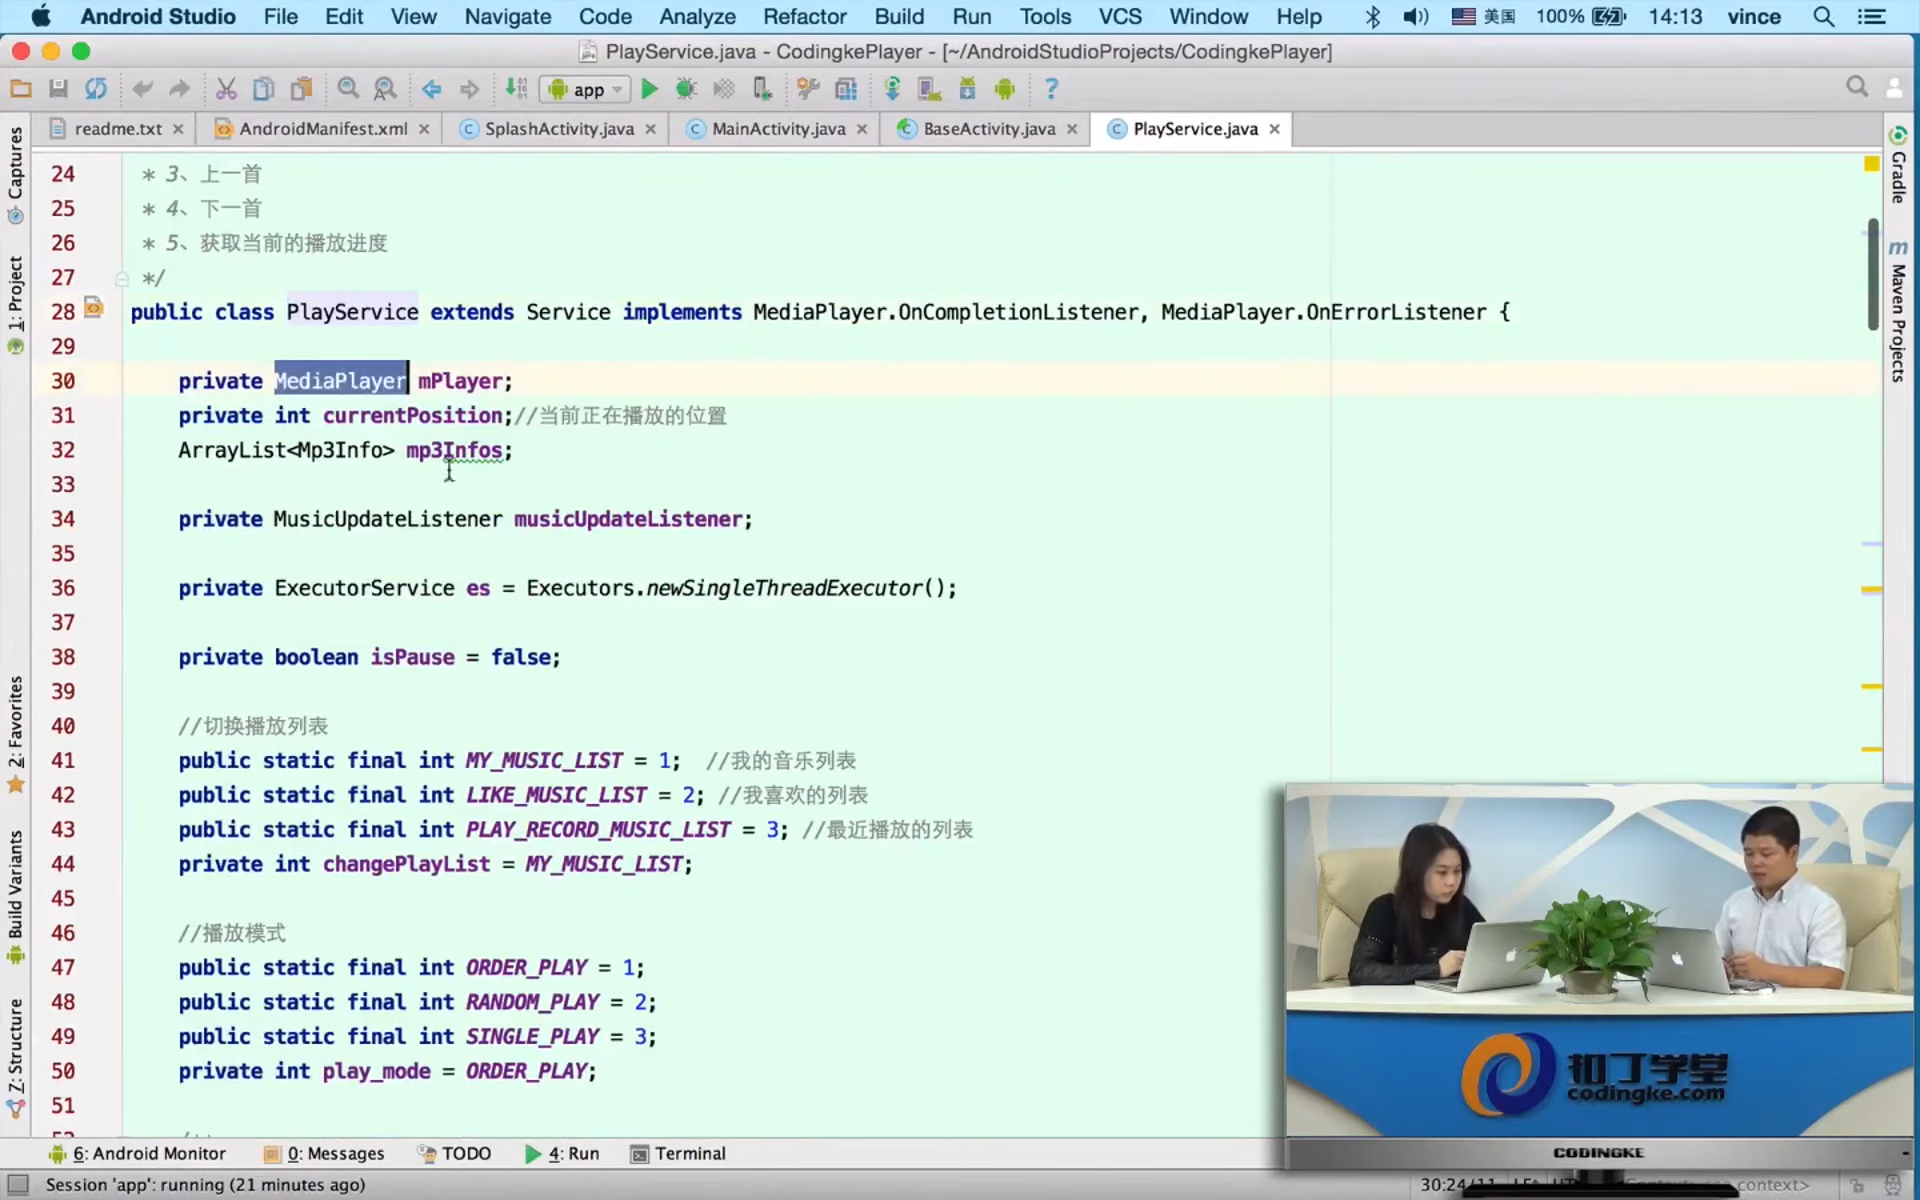 Android Studio File Edit View Navigate Code Analyze Refactor Build Run Tools VCS Window Help 美国 100% 14:13 vince
PlayService.java - CodingkePlayer - [~/AndroidStudioProjects/CodingkePlayer]
app
readme.txt AndroidManifest.xml SplashActivity.java MainActivity.java BaseActivity.java PlayService.java
Captures
1: Project
2: Favorites
Build Variants
7: Structure
Gradle
m Maven Projects
24 * 3、上一首
25 * 4、下一首
26 * 5、获取当前的播放进度
27 */
28 public class PlayService extends Service implements MediaPlayer.OnCompletionListener, MediaPlayer.OnErrorListener {
29
30 private MediaPlayer mPlayer;
31 private int currentPosition;//当前正在播放的位置
32 ArrayList<Mp3Info> mp3Infos;
33
34 private MusicUpdateListener musicUpdateListener;
35
36 private ExecutorService es = Executors.newSingleThreadExecutor();
37
38 private boolean isPause = false;
39
40 //切换播放列表
41 public static final int MY_MUSIC_LIST = 1; //我的音乐列表
42 public static final int LIKE_MUSIC_LIST = 2; //我喜欢的列表
43 public static final int PLAY_RECORD_MUSIC_LIST = 3; //最近播放的列表
44 private int changePlayList = MY_MUSIC_LIST;
45
46 //播放模式
47 public static final int ORDER_PLAY = 1;
48 public static final int RANDOM_PLAY = 2;
49 public static final int SINGLE_PLAY = 3;
50 private int play_mode = ORDER_PLAY;
51
扣丁学堂
codingke.com
CODINGKE
6: Android Monitor 0: Messages TODO 4: Run Terminal
Session 'app': running (21 minutes ago)
30:24/11 context>